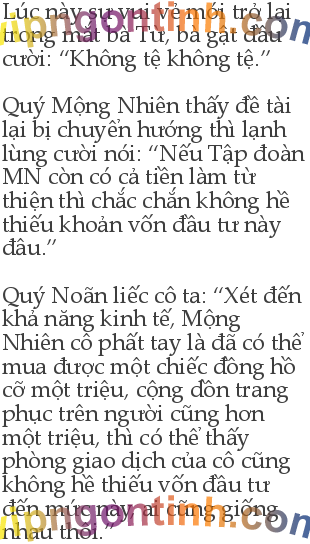 Lúc này sự vui vẻ mới trở lại
trong mắt bà Từ, bà gật đầu
cười: “Không tệ không tệ.”
Quý Mộng Nhiên thấy đề tài
lại bị chuyển hướng thì lạnh
lùng cười nói: “Nếu Tập đoàn
MN còn có cả tiền làm từ
thiện thì chắc chắn không hề
thiếu khoản vốn đầu tư này
đâu.”
Quý Noãn liếc cô ta: “Xét đến
khả năng kinh tế, Mộng
Nhiên cô phất tay là đã có thể
mua được một chiếc đồng hồ
cỡ một triệu, cộng dồn trang
phục trên người cũng hơn
một triệu, thì có thể thấy
phòng giao dịch của cô cũng
không hề thiếu vốn đầu tư
đến mức này, ai cũng giống
nhau thôi.
vipngontinh.com
vipngontinh.com